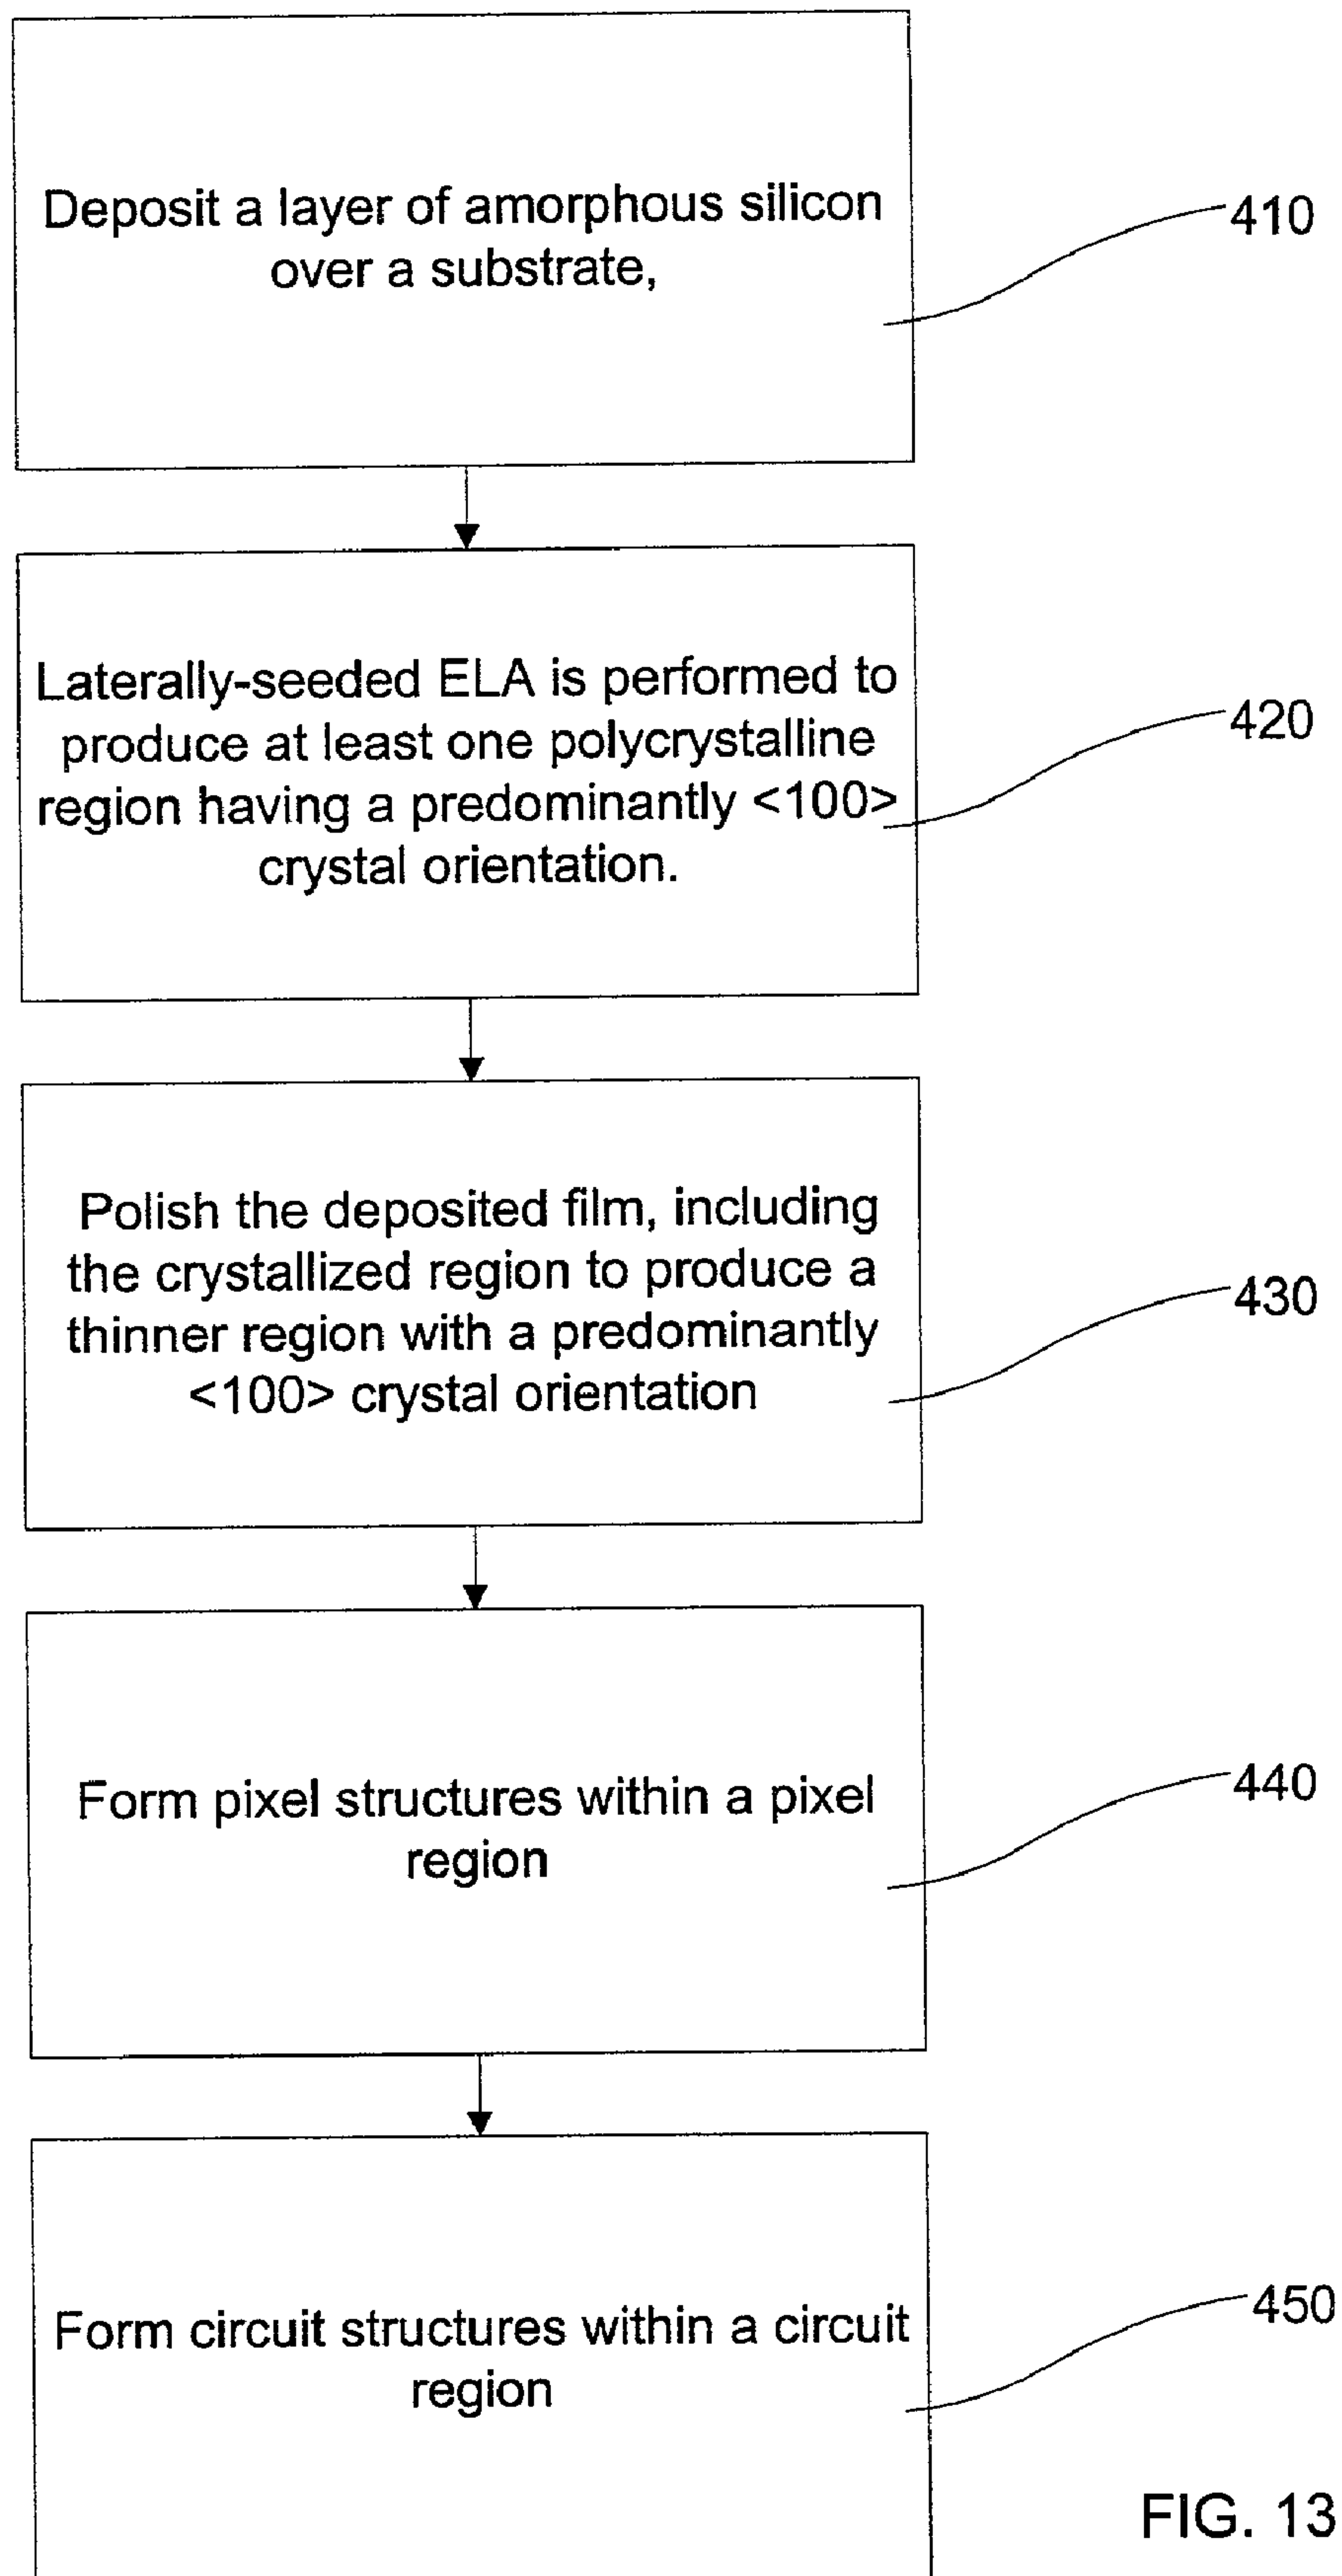 Deposit a layer of amorphous silicon
over a substrate,
410
Laterally-seeded ELA is performed to
produce at least one polycrystalline
region having a predominantly <100>
crystal orientation.
420
Polish the deposited film, including
the crystallized region to produce a
thinner region with a predominantly
<100> crystal orientation
430
Form pixel structures within a pixel
region
440
Form circuit structures within a circuit
region
450
FIG. 13